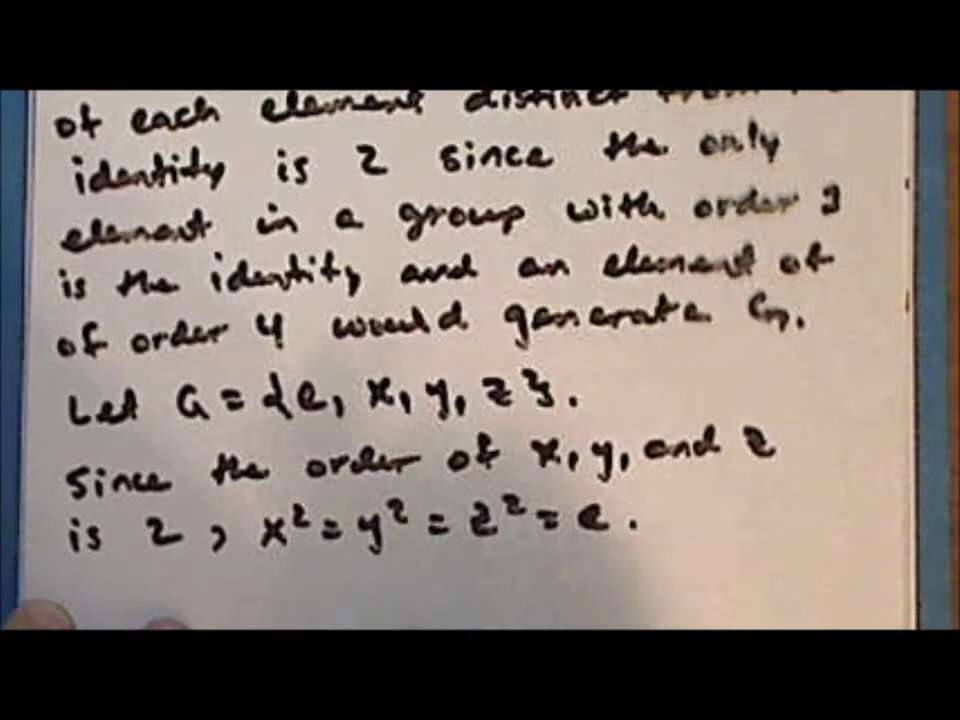 of each element distinct from
identity is 2 since the only
element in a group with order 1
is the identity and an element of
of order 4 would generate G.
Let G = {e, x, y, z}.
Since the order of x, y, and z
is 2, x² = y² = z² = e.